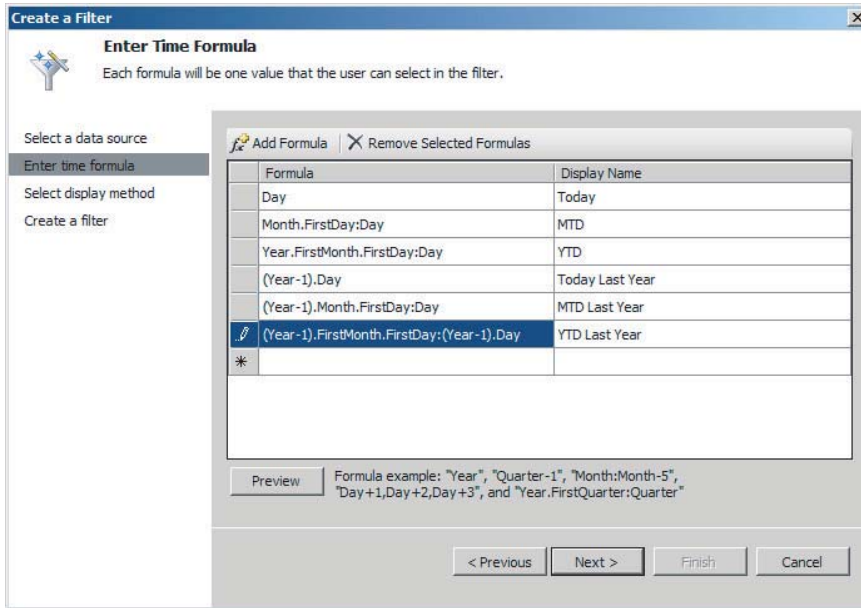 Create a Filter
Enter Time Formula
Each formula will be one value that the user can select in the filter.
Select a data source
Enter time formula
Select display method
Create a filter
Add Formula Remove Selected Formulas
Formula Display Name
Day Today
Month.FirstDay:Day MTD
Year.FirstMonth.FirstDay:Day YTD
(Year-1).Day Today Last Year
(Year-1).Month.FirstDay:Day MTD Last Year
(Year-1).FirstMonth.FirstDay:(Year-1).Day YTD Last Year
Preview
Formula example: "Year", "Quarter-1", "Month:Month-5",
"Day+1,Day+2,Day+3", and "Year.FirstQuarter:Quarter"
< Previous Next > Finish Cancel